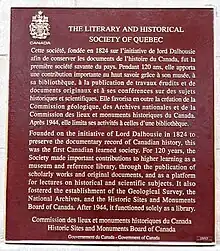 CANADA
THE LITERARY AND HISTORICAL
SOCIETY OF QUEBEC
Cette société, fondée en 1824 sur l'initiative de lord Dalhousie
afin de conserver les documents de l'histoire du Canada, fut la
première société savante du pays. Pendant 120 ans, elle apporta
une contribution importante au haut savoir grâce à son musée, à
sa bibliothèque, à la publication de travaux érudits et de
documents originaux et à ses conférences sur des sujets
historiques et scientifiques. Elle favorisa en outre la création de la
Commission géologique, des Archives nationales et de la
Commission des lieux et monuments historiques du Canada.
Après 1944, elle limita ses activités à celles d'une bibliothèque.
Founded on the initiative of Lord Dalhousie in 1824 to
preserve the documentary record of Canadian history, this
was the first Canadian learned society. For 120 years, the
Society made important contributions to higher learning as
museum and reference library, through the publication of
scholarly works and original documents, and as a platform
for lectures on historical and scientific subjects. It also
fostered the establishment of the Geological Survey, the
National Archives, and the Historic Sites and Monuments
Board of Canada. After 1944, it functioned solely as a library.
Commission des lieux et monuments historiques du Canada
Historic Sites and Monuments Board of Canada
Gouvernement du Canada - Government of Canada